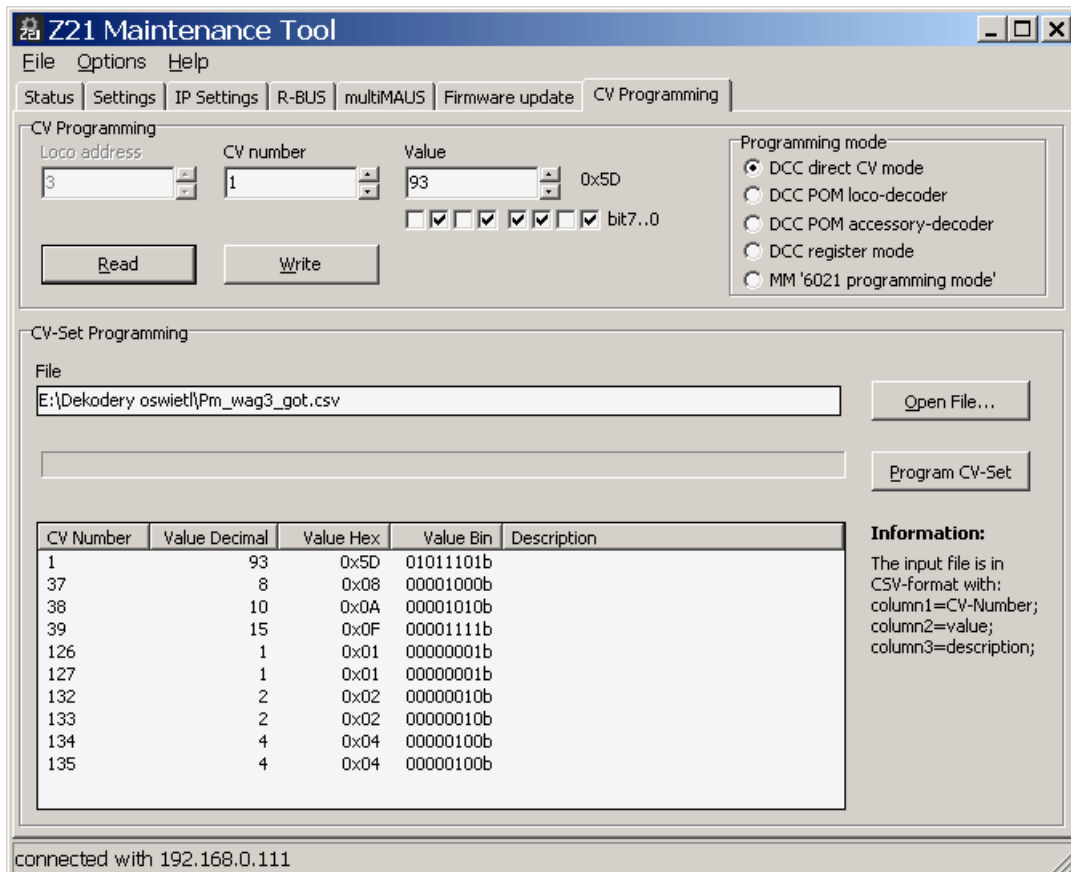 Z21 Maintenance Tool
File Options Help
Status Settings IP Settings R-BUS multiMAUS Firmware update CV Programming
CV Programming
Loco address CV number Value
3 1 93 0x5D
bit7..0
Read Write
Programming mode
DCC direct CV mode
DCC POM loco-decoder
DCC POM accessory-decoder
DCC register mode
MM '6021 programming mode'
CV-Set Programming
File
E:\Dekodery oswietl\Pm_wag3_got.csv
Open File...
Program CV-Set
CV Number Value Decimal Value Hex Value Bin Description
1 93 0x5D 01011101b
37 8 0x08 00001000b
38 10 0x0A 00001010b
39 15 0x0F 00001111b
126 1 0x01 00000001b
127 1 0x01 00000001b
132 2 0x02 00000010b
133 2 0x02 00000010b
134 4 0x04 00000100b
135 4 0x04 00000100b
Information:
The input file is in
CSV-format with:
column1=CV-Number;
column2=value;
column3=description;
connected with 192.168.0.111